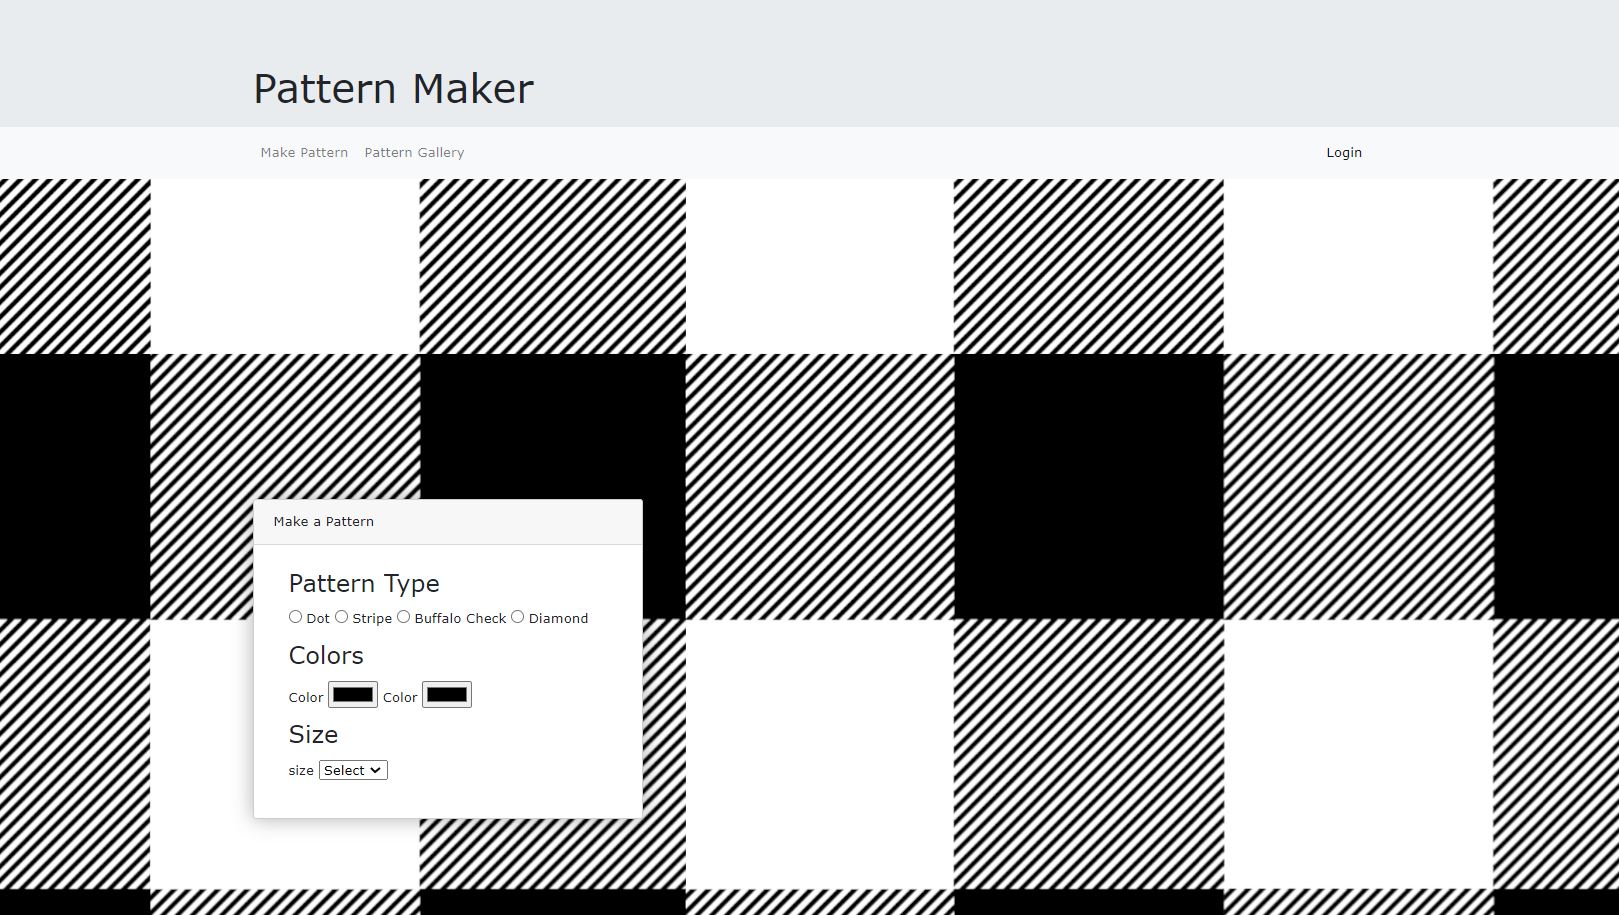 Pattern Maker
Make Pattern Pattern Gallery Login
Make a Pattern
Pattern Type
Dot Stripe Buffalo Check Diamond
Colors
Color Color
Size
size Select